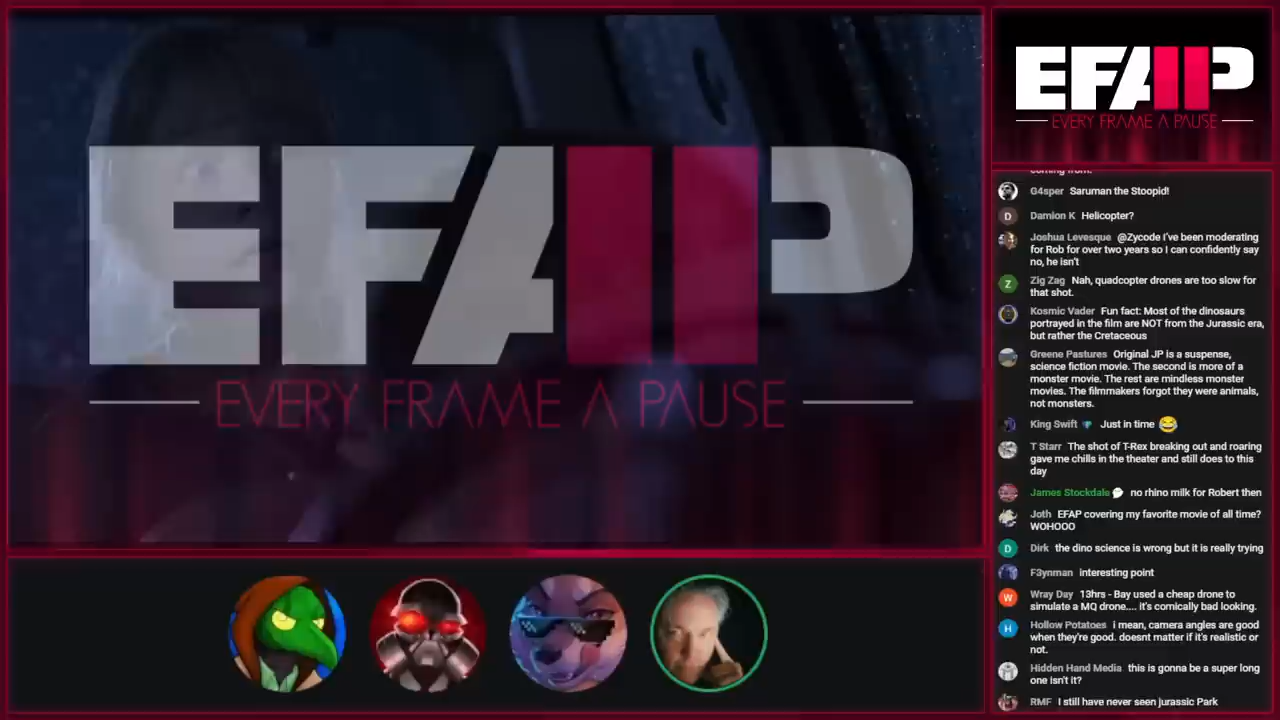 EFAP
EVERY FRAME A PAUSE
EFAP
EVERY FRAME A PAUSE
coming from.
G4sper Saruman the Stoopid!
D Damion K Helicopter?
Joshua Levesque @Zycode I've been moderating
for Rob for over two years so I can confidently say
no, he isn't
Z Zig Zag Nah, quadcopter drones are too slow for
that shot.
Kosmic Vader Fun fact: Most of the dinosaurs
portrayed in the film are NOT from the Jurassic era,
but rather the Cretaceous
Greene Pastures Original JP is a suspense,
science fiction movie. The second is more of a
monster movie. The rest are mindless monster
movies. The filmmakers forgot they were animals,
not monsters.
King Swift Just in time 😂
T Starr The shot of T-Rex breaking out and roaring
gave me chills in the theater and still does to this
day
James Stockdale no rhino milk for Robert then
Joth EFAP covering my favorite movie of all time?
WOHOOO
D Dirk the dino science is wrong but it is really trying
F3ynman interesting point
W Wray Day 13hrs - Bay used a cheap drone to
simulate a MQ drone.... it's comically bad looking.
H Hollow Potatoes i mean, camera angles are good
when they're good. doesnt matter if it's realistic or
not.
Hidden Hand Media this is gonna be a super long
one isn't it?
RMF I still have never seen jurassic Park